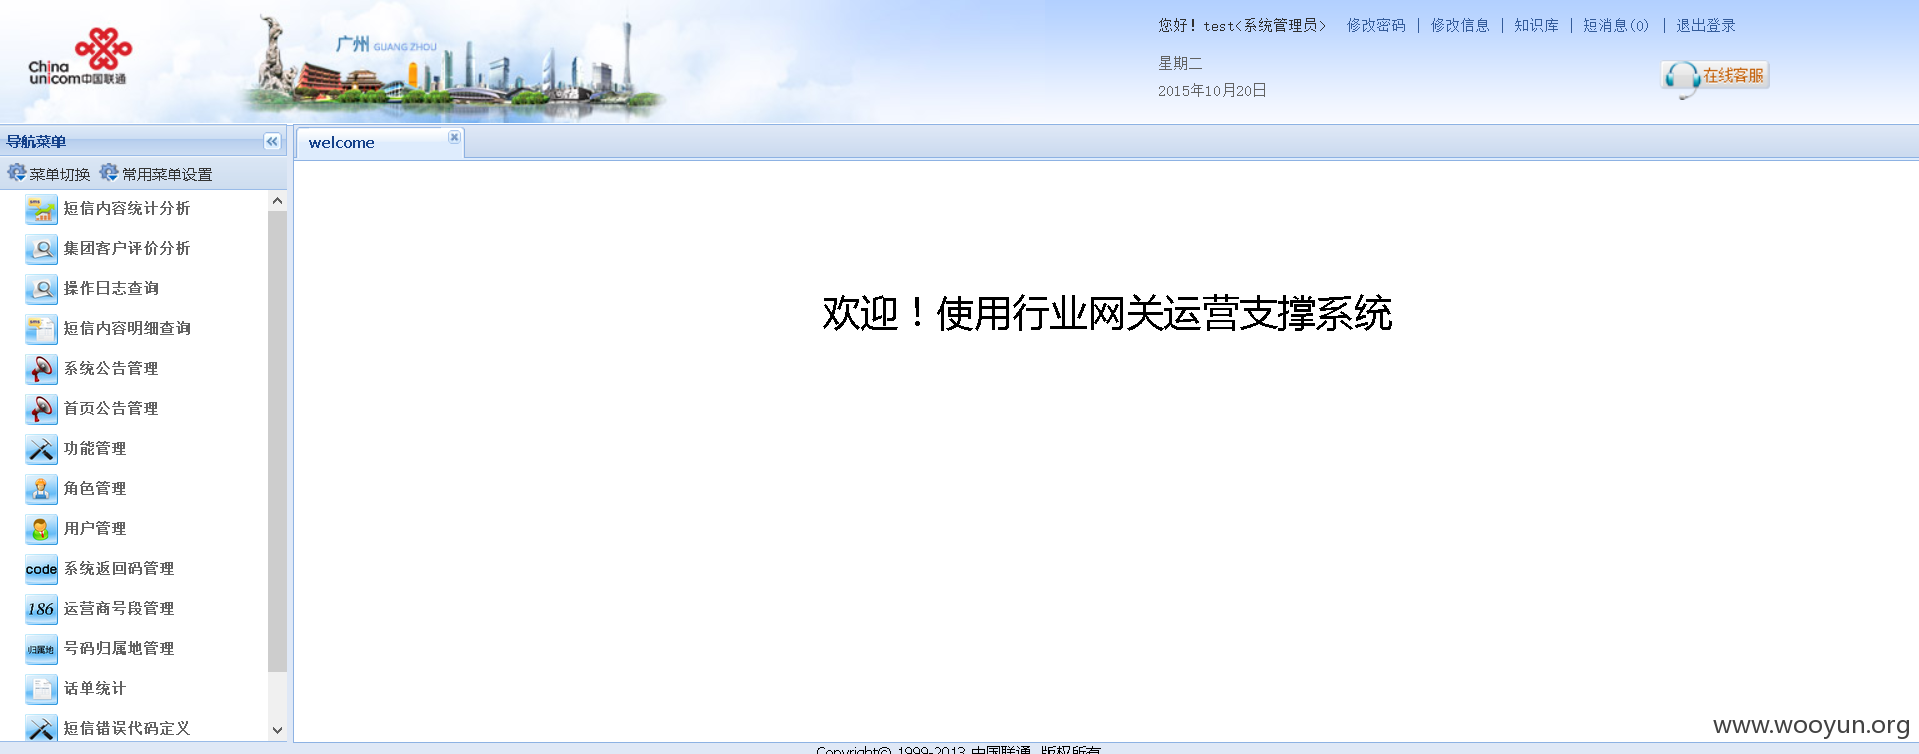 China unicom中国联通
广州 GUANG ZHOU
您好！test<系统管理员> 修改密码 | 修改信息 | 知识库 | 短消息(0) | 退出登录
星期二
2015年10月20日
在线客服
导航菜单
welcome
菜单切换 常用菜单设置
短信内容统计分析
集团客户评价分析
操作日志查询
短信内容明细查询
系统公告管理
首页公告管理
功能管理
角色管理
用户管理
code 系统返回码管理
186 运营商号段管理
归属地 号码归属地管理
话单统计
短信错误代码定义
欢迎！使用行业网关运营支撑系统
www.wooyun.org
Copyright© 1999-2013 中国联通 版权所有